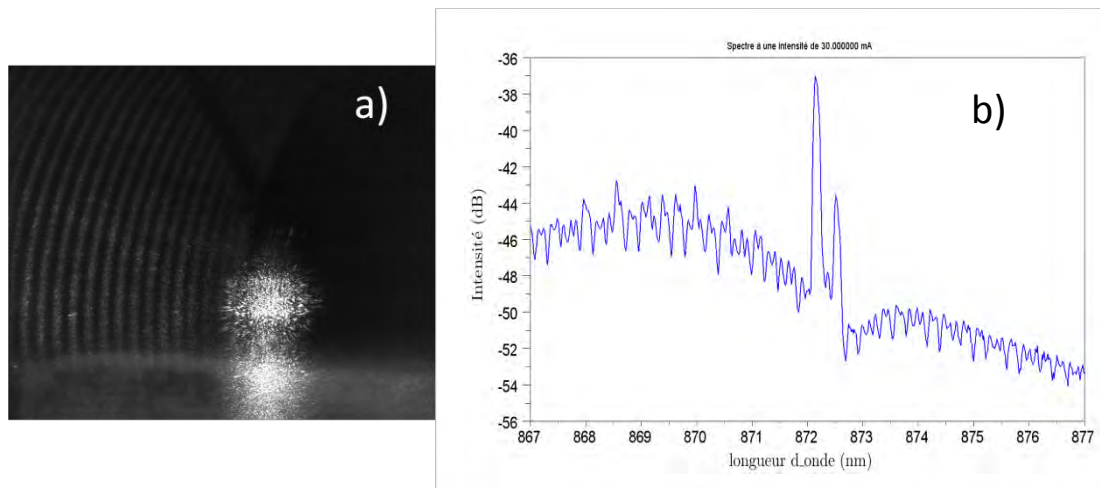 a)
Spectre à une intensité de 30.000000 mA
b)
Intensité (dB)
-36
-38
-40
-42
-44
-46
-48
-50
-52
-54
-56
867 868 869 870 871 872 873 874 875 876 877
longueur d_onde (nm)